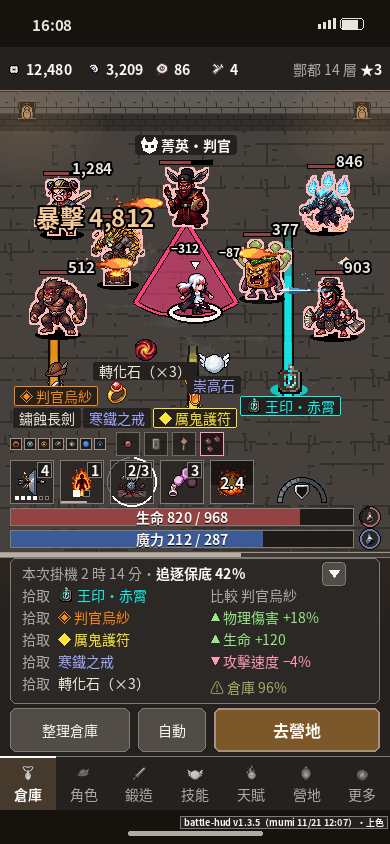 16:08
12,480 3,209 86 4 酆都 14 層 ★3
菁英・判官
1,284
846
暴擊 4,812
377
−312
−87
512
903
轉化石（×3）
崇高石
判官烏紗
王印・赤霄
鏽蝕長劍 寒鐵之戒 厲鬼護符
4 1 2/3 3 2.4
生命 820 / 968
魔力 212 / 287
本次掛機 2 時 14 分・追逐保底 42%
拾取 王印・赤霄
比較 判官烏紗
拾取 判官烏紗
▲物理傷害 +18%
拾取 厲鬼護符
▲生命 +120
拾取 寒鐵之戒
▼攻擊速度 −4%
拾取 轉化石（×3）
⚠ 倉庫 96%
整理倉庫 自動 去營地
倉庫 角色 鍛造 技能 天賦 營地 更多
battle-hud v1.3.5（mumi 11/21 12:07）・上色